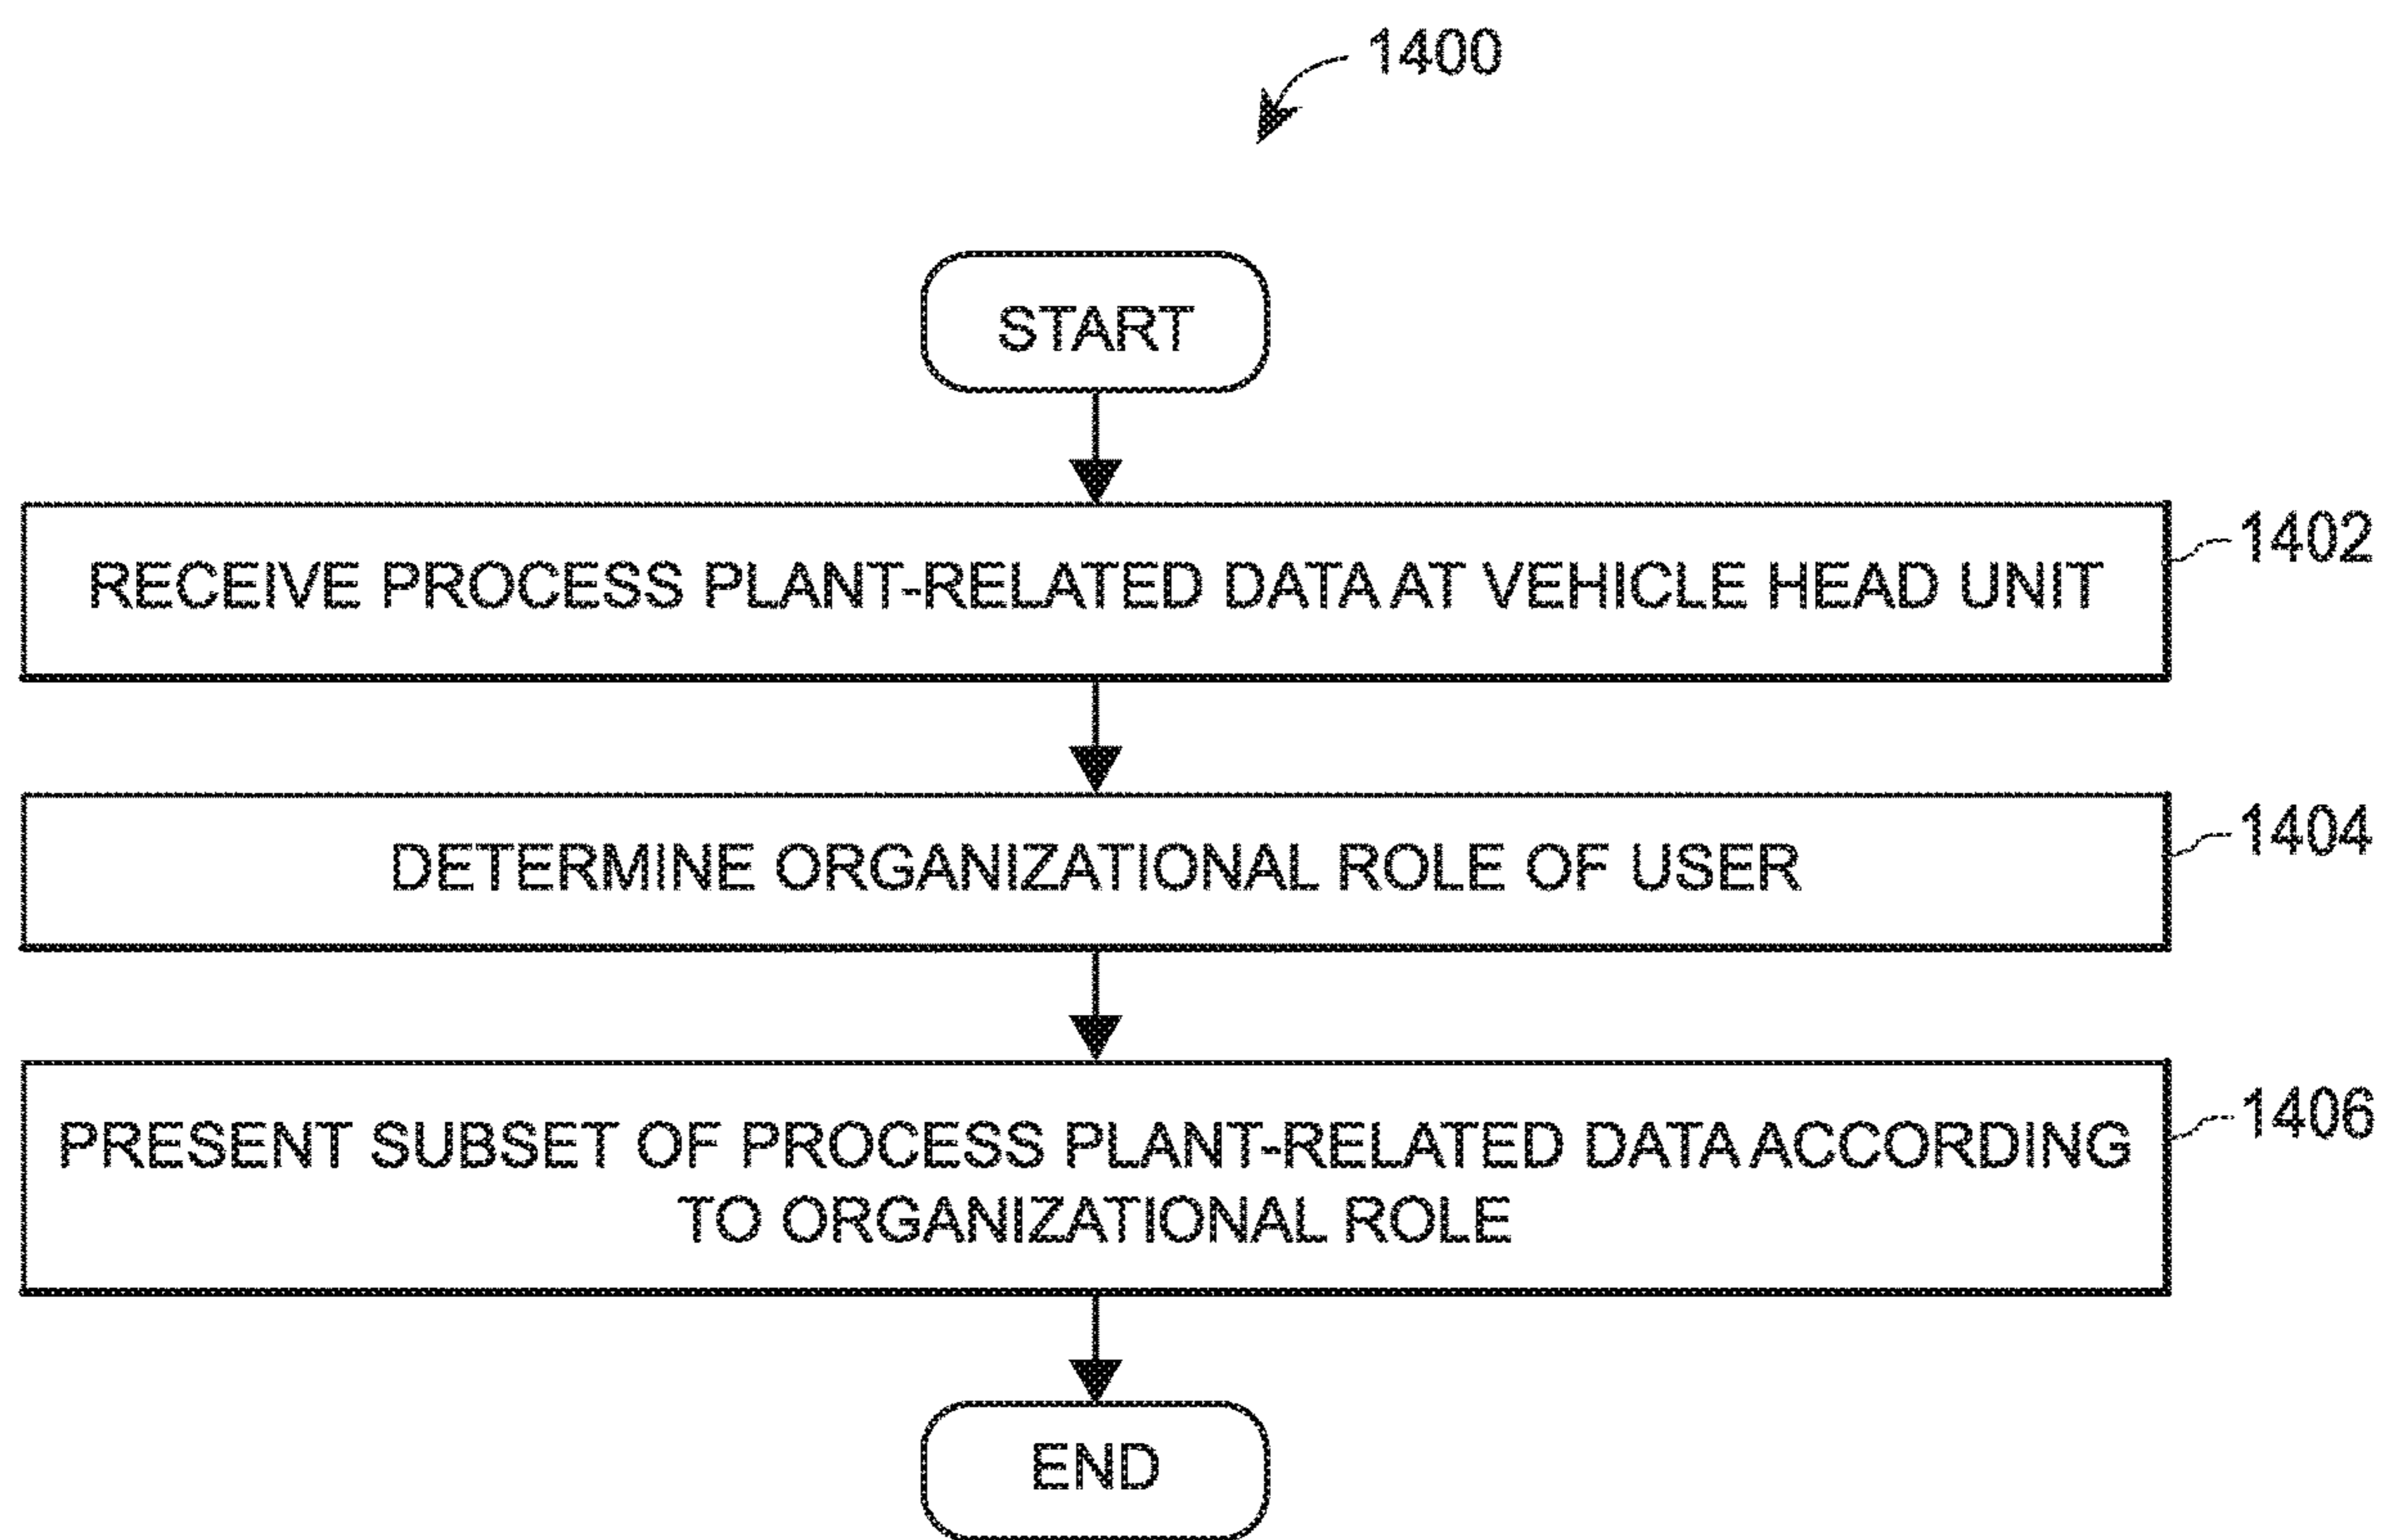 1400
START
RECEIVE PROCESS PLANT-RELATED DATA AT VEHICLE HEAD UNIT
1402
DETERMINE ORGANIZATIONAL ROLE OF USER
1404
PRESENT SUBSET OF PROCESS PLANT-RELATED DATA ACCORDING
TO ORGANIZATIONAL ROLE
1406
END